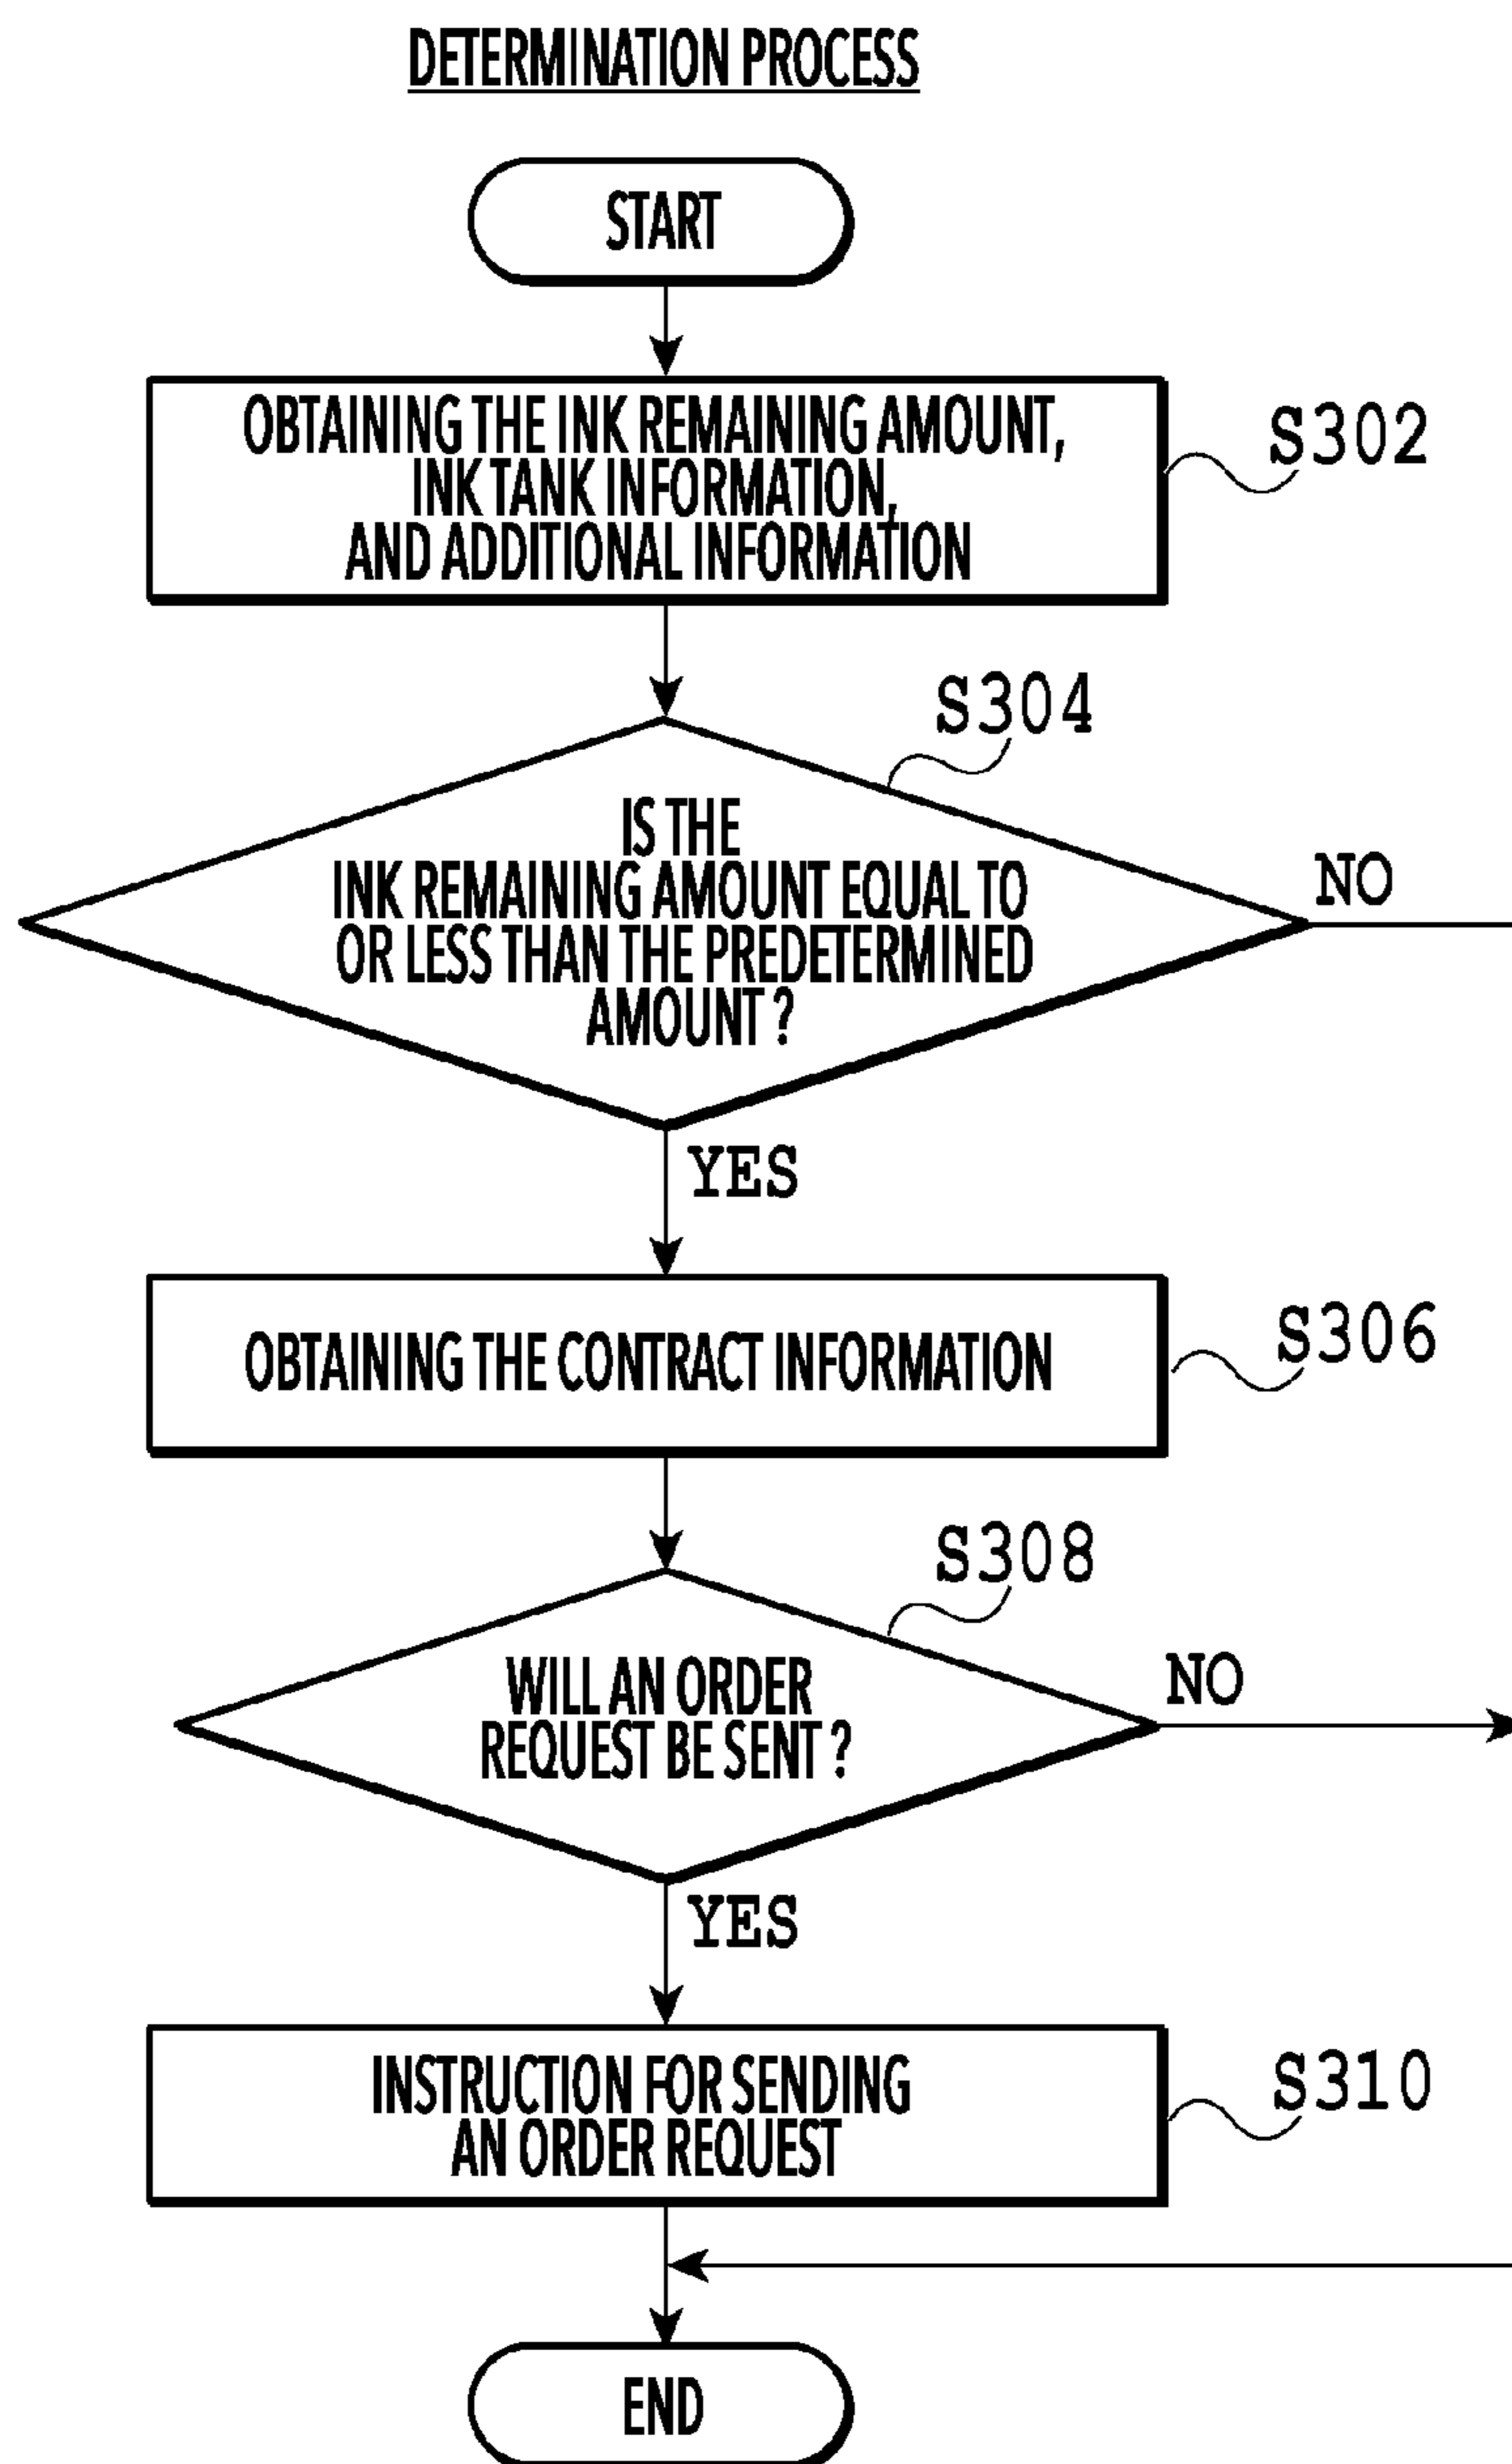 DETERMINATION PROCESS
START
OBTAINING THE INK REMAINING AMOUNT,
INK TANK INFORMATION,
AND ADDITIONAL INFORMATION
S302
S304
IS THE
INK REMAINING AMOUNT EQUAL TO
OR LESS THAN THE PREDETERMINED
AMOUNT?
NO
YES
OBTAINING THE CONTRACT INFORMATION
S306
S308
WILL AN ORDER
REQUEST BE SENT?
NO
YES
INSTRUCTION FOR SENDING
AN ORDER REQUEST
S310
END